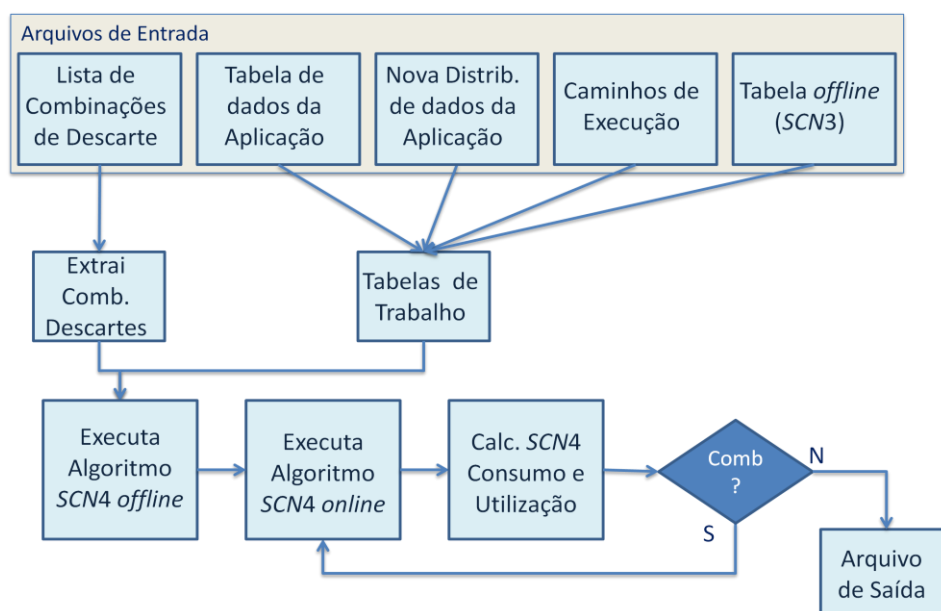 Arquivos de Entrada
Lista de
Combinações
de Descarte
Tabela de
dados da
Aplicação
Nova Distrib.
de dados da
Aplicação
Caminhos de
Execução
Tabela offline
(SCN3)
Extrai
Comb.
Descartes
Tabelas de
Trabalho
Executa
Algoritmo
SCN4 offline
Executa
Algoritmo
SCN4 online
Calc. SCN4
Consumo e
Utilização
Comb
?
N
S
Arquivo
de Saída